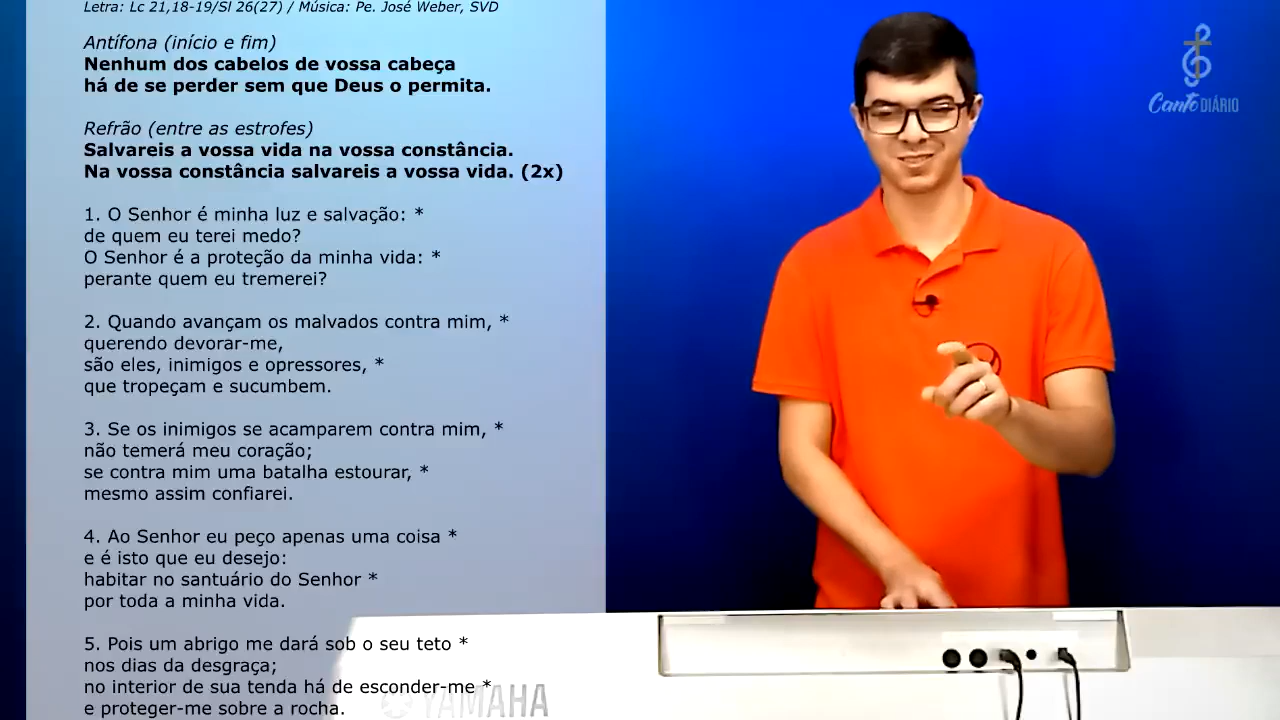 Letra: Lc 21,18-19/Sl 26(27) / Música: Pe. José Weber, SVD
Antífona (início e fim)
Nenhum dos cabelos de vossa cabeça
há de se perder sem que Deus o permita.
Refrão (entre as estrofes)
Salvareis a vossa vida na vossa constância.
Na vossa constância salvareis a vossa vida. (2x)
1. O Senhor é minha luz e salvação: *
de quem eu terei medo?
O Senhor é a proteção da minha vida: *
perante quem eu tremerei?
2. Quando avançam os malvados contra mim, *
querendo devorar-me,
são eles, inimigos e opressores, *
que tropeçam e sucumbem.
3. Se os inimigos se acamparem contra mim, *
não temerá meu coração;
se contra mim uma batalha estourar, *
mesmo assim confiarei.
4. Ao Senhor eu peço apenas uma coisa *
e é isto que eu desejo:
habitar no santuário do Senhor *
por toda a minha vida.
5. Pois um abrigo me dará sob o seu teto *
nos dias da desgraça;
no interior de sua tenda há de esconder-me *
e proteger-me sobre a rocha.
Canto DIÁRIO
YAMAHA